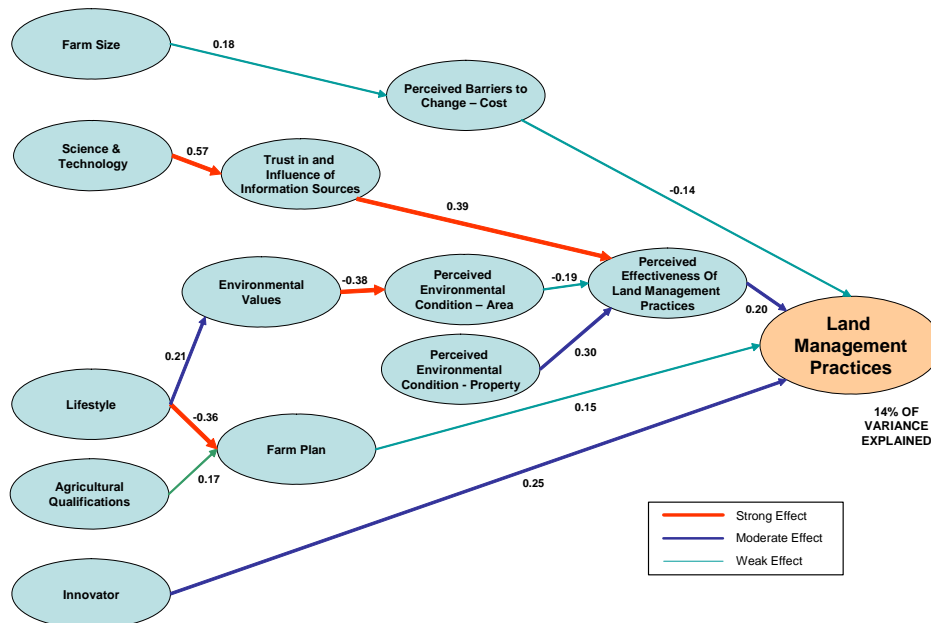 Farm Size
0.18
Perceived Barriers to
Change – Cost
Science &
Technology
0.57
Trust in and
Influence of
Information Sources
-0.14
0.39
Environmental
Values
-0.38
Perceived
Environmental
Condition – Area
-0.19
Perceived
Effectiveness Of
Land Management
Practices
0.20
Land
Management
Practices
0.21
Perceived
Environmental
Condition - Property
0.30
Lifestyle
-0.36
Farm Plan
0.15
14% OF
VARIANCE
EXPLAINED
Agricultural
Qualifications
0.17
0.25
Innovator
Strong Effect
Moderate Effect
Weak Effect